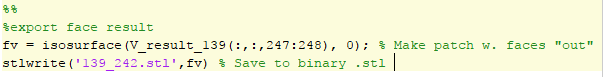 %%
%export face result
fv = isosurface(V_result_139(:,:,247:248), 0); % Make patch w. faces "out"
stlwrite('139_242.stl',fv) % Save to binary .stl